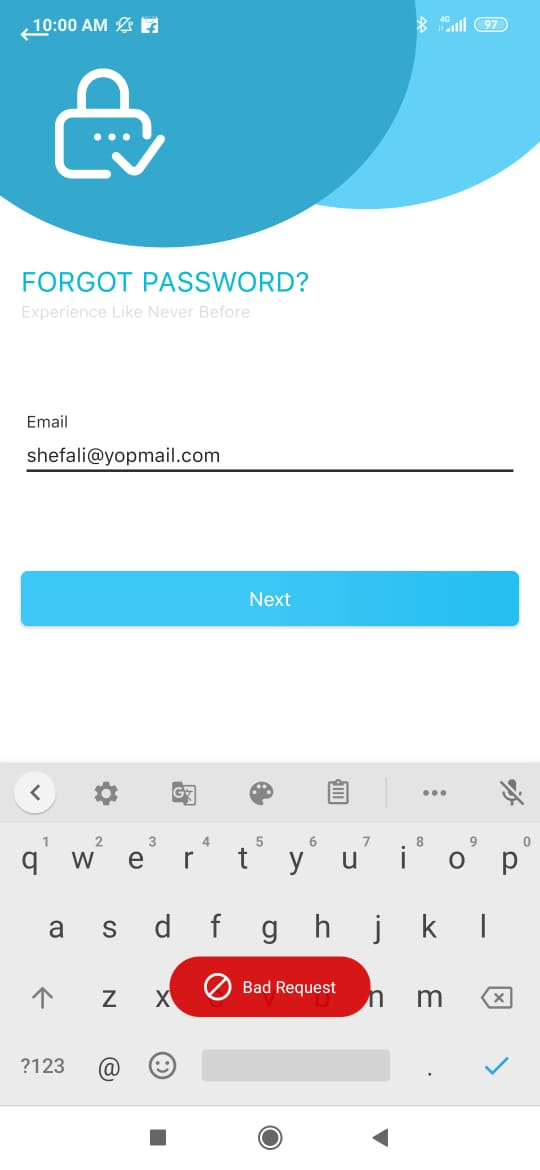 10:00 AM 4G 97
FORGOT PASSWORD?
Experience Like Never Before
Email
shefali@yopmail.com
Next
1 2 3 4 5 6 7 8 9 0
q w e r t y u i o p
a s d f g h j k l
z x c v b n m
Bad Request
?123 @ .